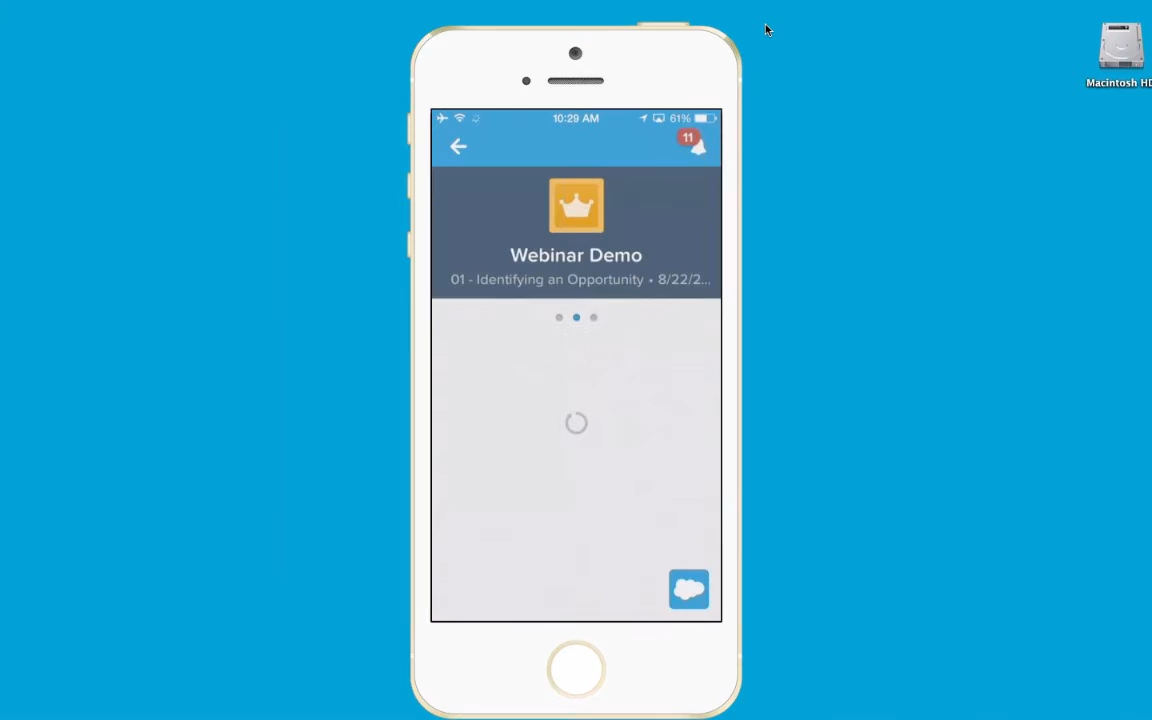 10:29 AM
61%
11
Webinar Demo
01 - Identifying an Opportunity • 8/22/2...
Macintosh HD